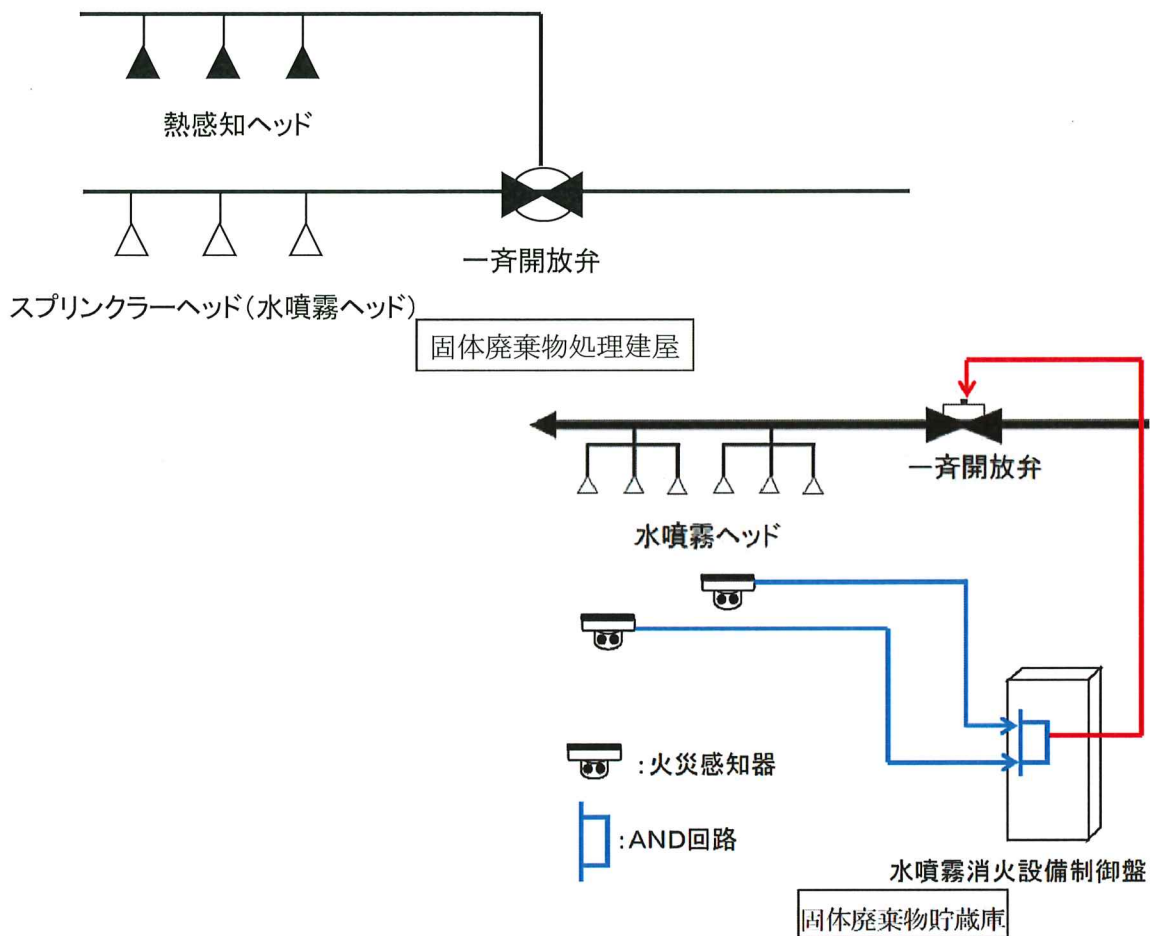 熱感知ヘッド
一斉開放弁
スプリンクラーヘッド(水噴霧ヘッド)
固体廃棄物処理建屋
一斉開放弁
水噴霧ヘッド
:火災感知器
:AND回路
水噴霧消火設備制御盤
固体廃棄物貯蔵庫